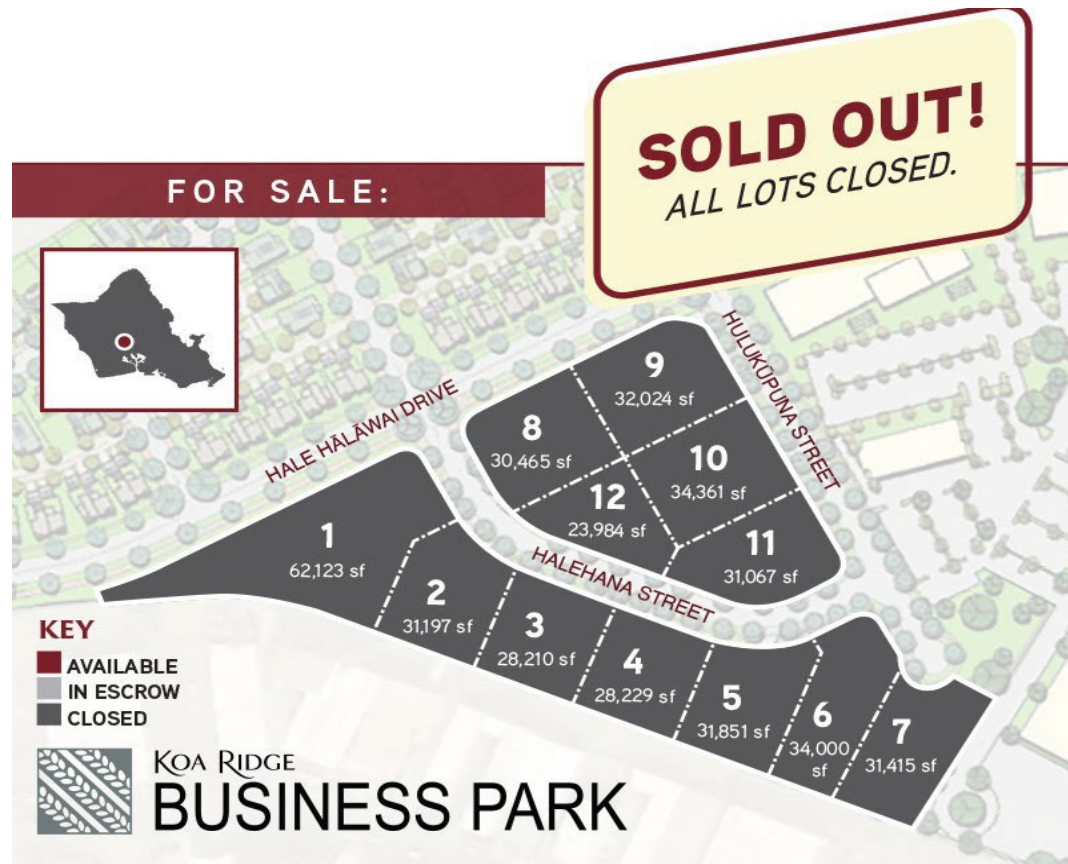 SOLD OUT!
ALL LOTS CLOSED.
FOR SALE:
HALE HĀLĀWAI DRIVE
HULUKŪPUNA STREET
9
32,024 sf
8
30,465 sf
10
34,361 sf
12
23,984 sf
11
31,067 sf
HALEHANA STREET
1
62,123 sf
2
31,197 sf
3
28,210 sf
4
28,229 sf
5
31,851 sf
6
34,000
sf
7
31,415 sf
KEY
AVAILABLE
IN ESCROW
CLOSED
KOA RIDGE
BUSINESS PARK